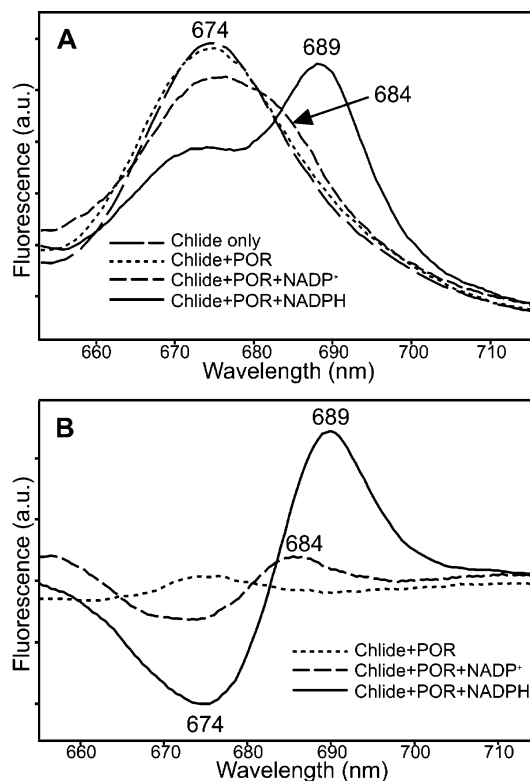 A
674
689
684
Fluorescence (a.u.)
Chlide only
Chlide+POR
Chlide+POR+NADP⁺
Chlide+POR+NADPH
660 670 680 690 700 710
Wavelength (nm)
B
689
684
Fluorescence (a.u.)
Chlide+POR
Chlide+POR+NADP⁺
Chlide+POR+NADPH
674
660 670 680 690 700 710
Wavelength (nm)